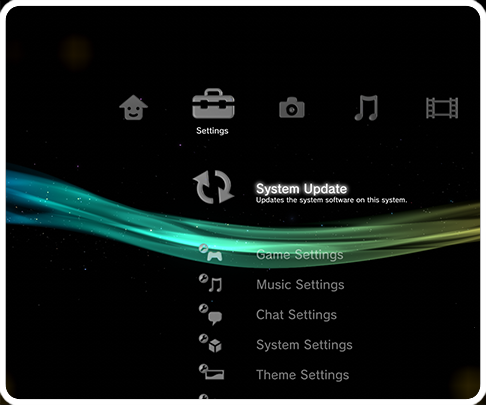 Settings
System Update
Updates the system software on this system.
Game Settings
Music Settings
Chat Settings
System Settings
Theme Settings